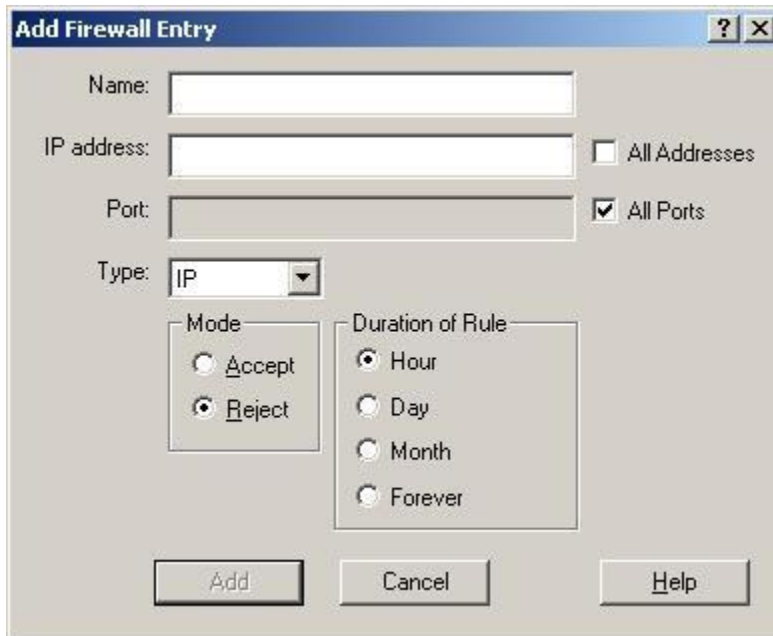 Add Firewall Entry
Name:
IP address:
All Addresses
Port:
All Ports
Type:
IP
Mode
Accept
Reject
Duration of Rule
Hour
Day
Month
Forever
Add
Cancel
Help